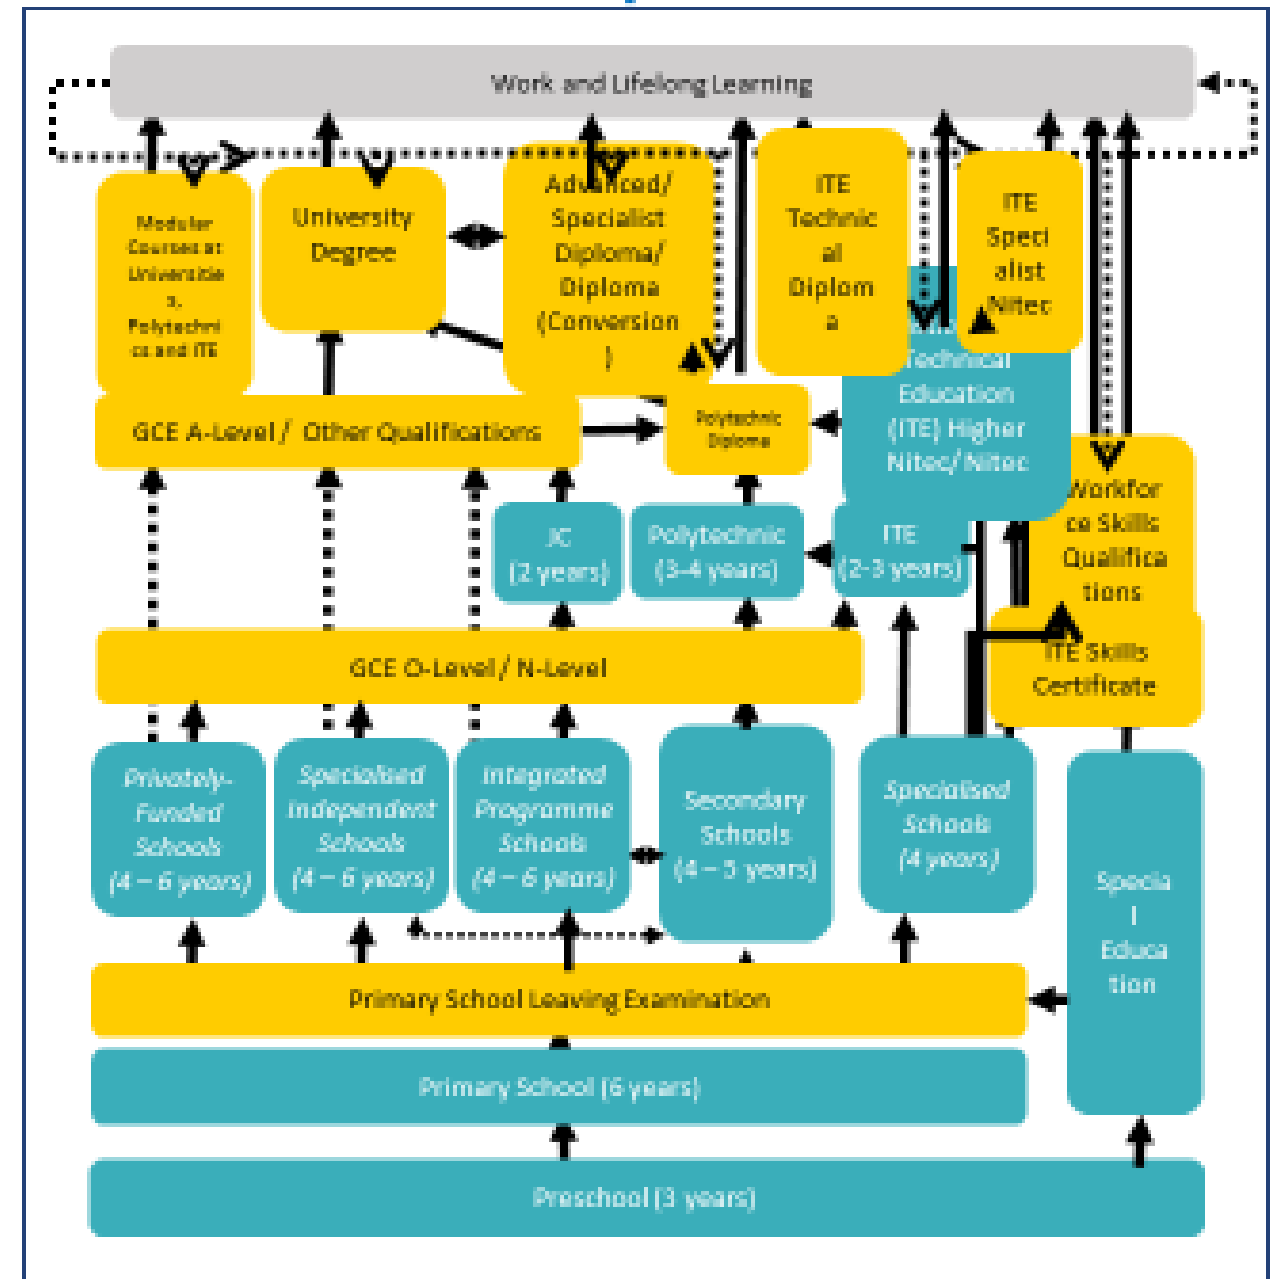 Work and Lifelong Learning
Modular
Courses at
Universitie
s,
Polytechni
cs and ITE
University
Degree
Advanced/
Specialist
Diploma/
Diploma
(Conversion
)
ITE
Technic
al
Diplom
a
ITE
Speci
alist
Nitec
Technical
Education
(ITE) Higher
Nitec/Nitec
GCE A-Level / Other Qualifications
Polytechnic
Diploma
Workfor
ce Skills
Qualifica
tions
JC
(2 years)
Polytechnic
(3-4 years)
ITE
(2-3 years)
GCE O-Level / N-Level
ITE Skills
Certificate
Privately-
Funded
Schools
(4 – 6 years)
Specialised
Independent
Schools
(4 – 6 years)
Integrated
Programme
Schools
(4 – 6 years)
Secondary
Schools
(4 – 5 years)
Specialised
Schools
(4 years)
Specia
l
Educa
tion
Primary School Leaving Examination
Primary School (6 years)
Preschool (3 years)